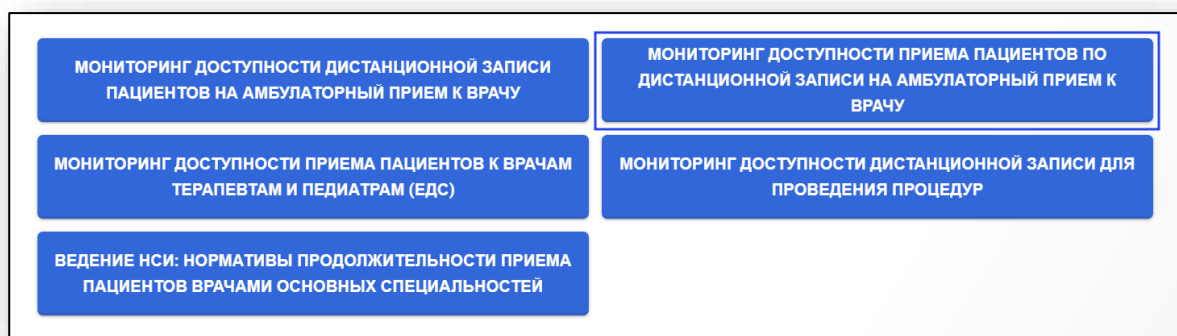 МОНИТОРИНГ ДОСТУПНОСТИ ДИСТАНЦИОННОЙ ЗАПИСИ
ПАЦИЕНТОВ НА АМБУЛАТОРНЫЙ ПРИЕМ К ВРАЧУ
МОНИТОРИНГ ДОСТУПНОСТИ ПРИЕМА ПАЦИЕНТОВ ПО
ДИСТАНЦИОННОЙ ЗАПИСИ НА АМБУЛАТОРНЫЙ ПРИЕМ К
ВРАЧУ
МОНИТОРИНГ ДОСТУПНОСТИ ПРИЕМА ПАЦИЕНТОВ К ВРАЧАМ
ТЕРАПЕВТАМ И ПЕДИАТРАМ (ЕДС)
МОНИТОРИНГ ДОСТУПНОСТИ ДИСТАНЦИОННОЙ ЗАПИСИ ДЛЯ
ПРОВЕДЕНИЯ ПРОЦЕДУР
ВЕДЕНИЕ НСИ: НОРМАТИВЫ ПРОДОЛЖИТЕЛЬНОСТИ ПРИЕМА
ПАЦИЕНТОВ ВРАЧАМИ ОСНОВНЫХ СПЕЦИАЛЬНОСТЕЙ